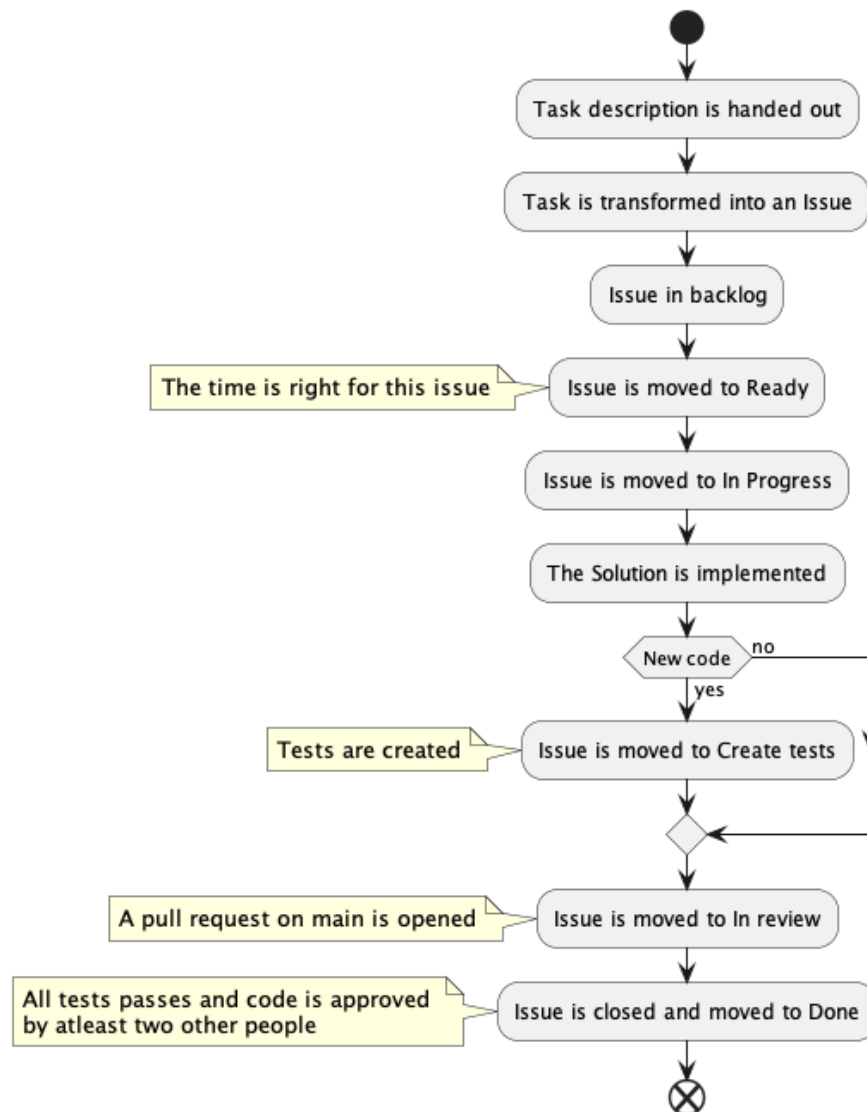 Task description is handed out
Task is transformed into an Issue
Issue in backlog
The time is right for this issue
Issue is moved to Ready
Issue is moved to In Progress
The Solution is implemented
New code
no
yes
Tests are created
Issue is moved to Create tests
A pull request on main is opened
Issue is moved to In review
All tests passes and code is approved
by atleast two other people
Issue is closed and moved to Done